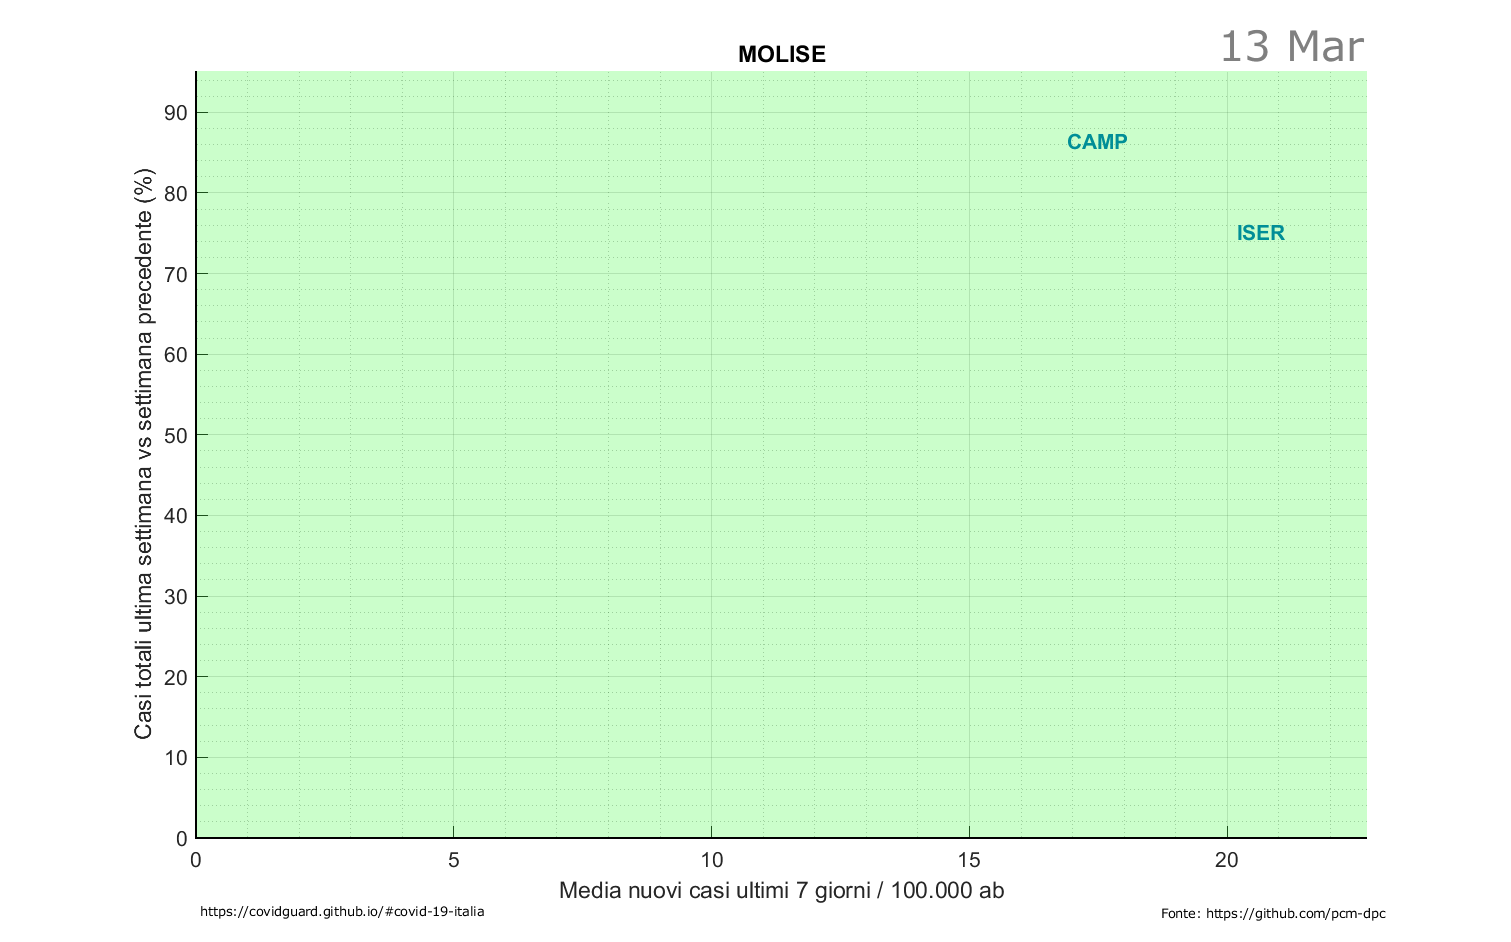 13 Mar
MOLISE
Casi totali ultima settimana vs settimana precedente (%)
90
80
70
60
50
40
30
20
10
0
CAMP
ISER
0 5 10 15 20
Media nuovi casi ultimi 7 giorni / 100.000 ab
https://covidguard.github.io/#covid-19-italia
Fonte: https://github.com/pcm-dpc